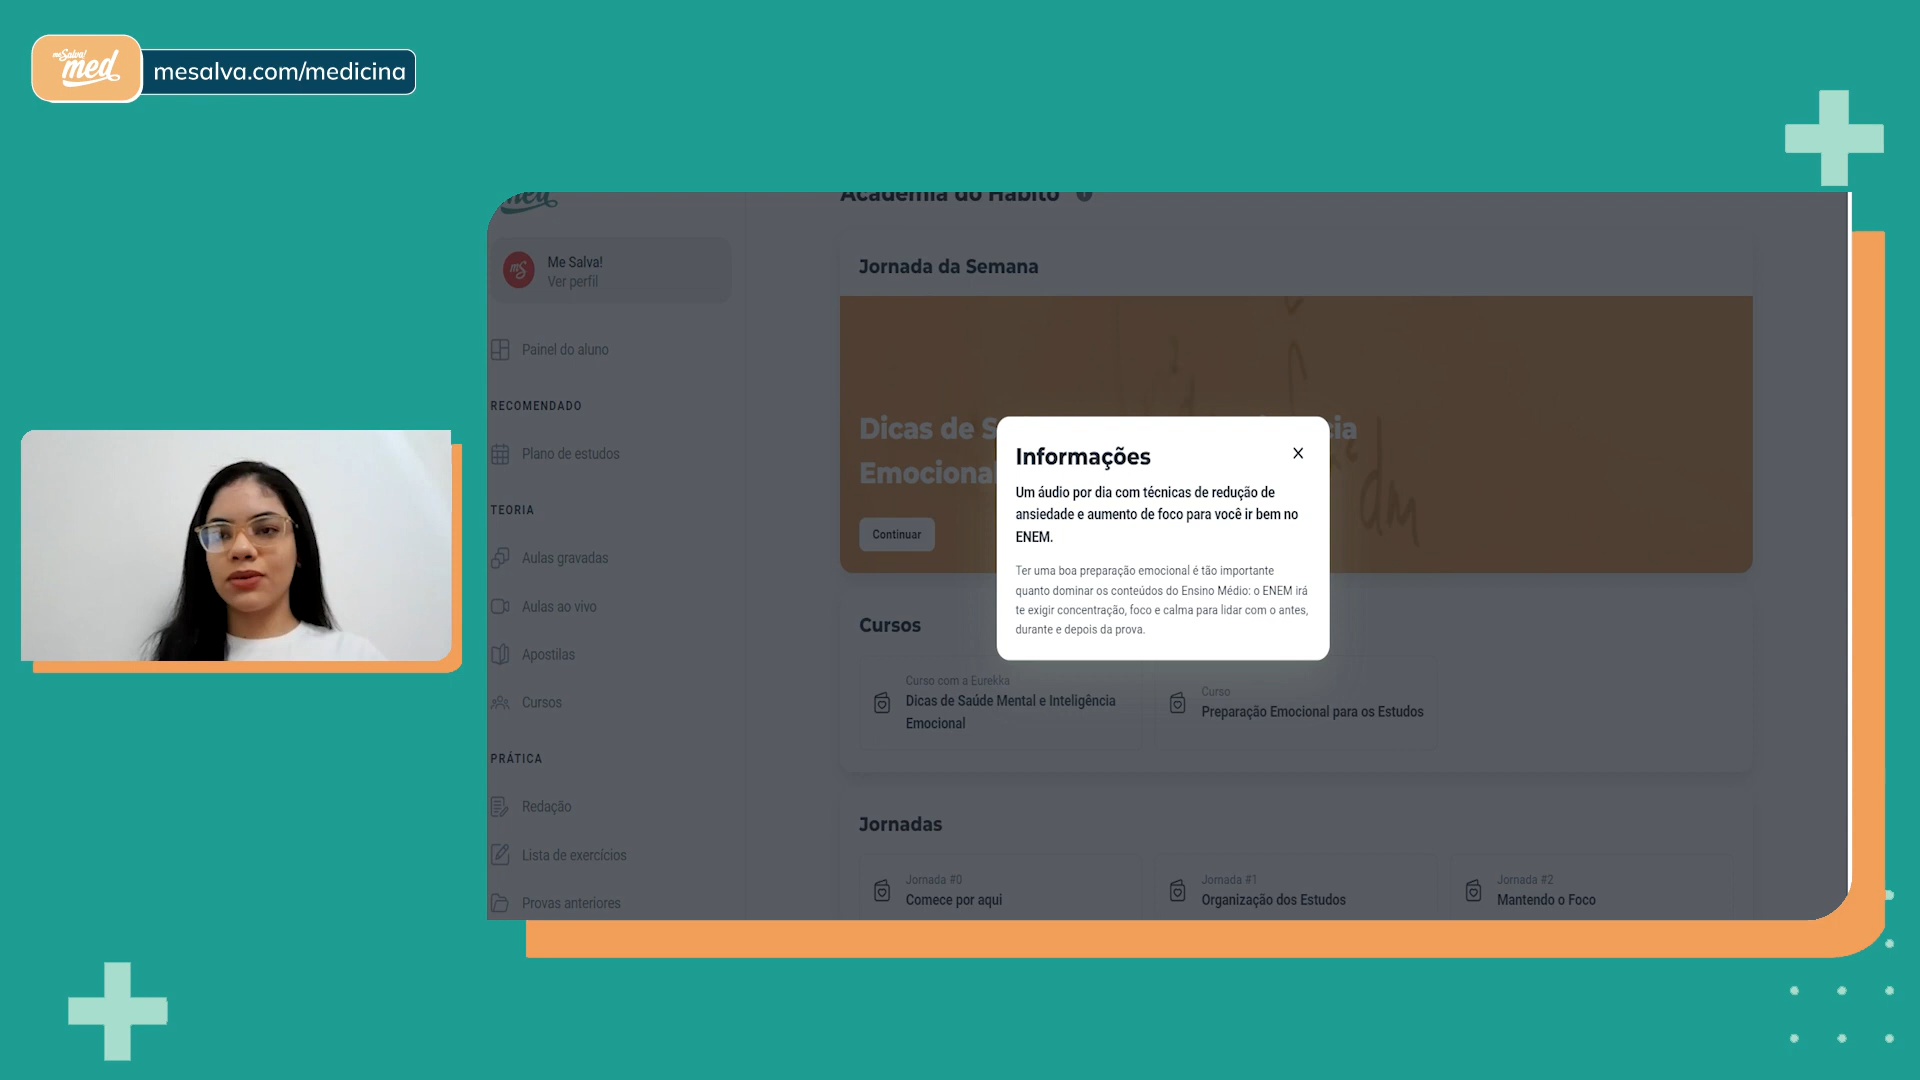 me Salva!
med
mesalva.com/medicina
med
Academia do Hábito
Me Salva!
Ver perfil
Painel do aluno
RECOMENDADO
Plano de estudos
TEORIA
Aulas gravadas
Aulas ao vivo
Apostilas
Cursos
PRÁTICA
Redação
Lista de exercícios
Provas anteriores
Jornada da Semana
Dicas de S
ia
Emociona
Continuar
Informações
X
Um áudio por dia com técnicas de redução de
ansiedade e aumento de foco para você ir bem no
ENEM.
Ter uma boa preparação emocional é tão importante
quanto dominar os conteúdos do Ensino Médio: o ENEM irá
te exigir concentração, foco e calma para lidar com o antes,
durante e depois da prova.
Cursos
Curso com a Eurekka
Dicas de Saúde Mental e Inteligência
Emocional
Curso
Preparação Emocional para os Estudos
Jornadas
Jornada #0
Comece por aqui
Jornada #1
Organização dos Estudos
Jornada #2
Mantendo o Foco